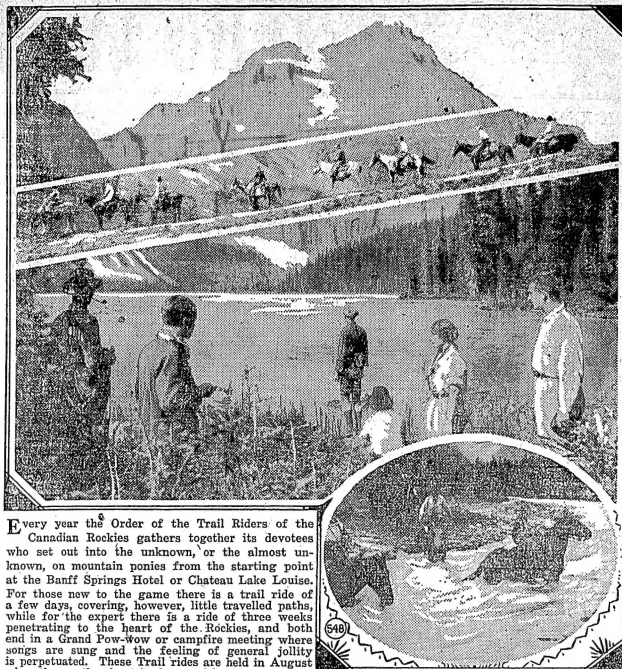 Every year the Order of the Trail Riders of the
Canadian Rockies gathers together its devotees
who set out into the unknown, or the almost un-
known, on mountain ponies from the starting point
at the Banff Springs Hotel or Chateau Lake Louise.
For those new to the game there is a trail ride of
a few days, covering, however, little travelled paths,
while for the expert there is a ride of three weeks
penetrating to the heart of the Rockies, and both
end in a Grand Pow-wow or campfire meeting where
songs are sung and the feeling of general jollity
is perpetuated. These Trail rides are held in August
548